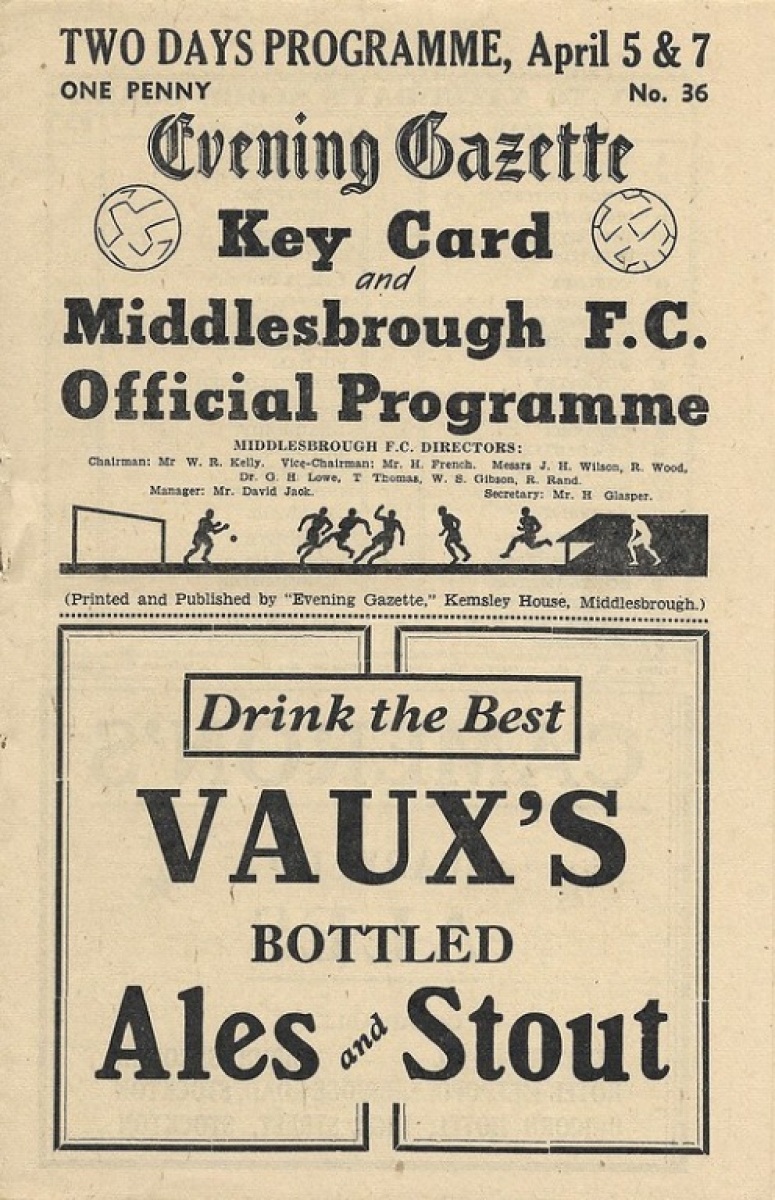 TWO DAYS PROGRAMME, April 5 & 7
ONE PENNY No. 36
Evening Gazette
Key Card
and
Middlesbrough F.C.
Official Programme
MIDDLESBROUGH F.C. DIRECTORS:
Chairman: Mr W. R. Kelly. Vice-Chairman: Mr. H. French. Messrs J. H. Wilson, R. Wood,
Dr. G. H. Lowe, T Thomas, W. S. Gibson, R. Rand.
Manager: Mr. David Jack. Secretary: Mr. H Glasper.
(Printed and Published by "Evening Gazette," Kemsley House, Middlesbrough.)
Drink the Best
VAUX'S
BOTTLED
Ales and Stout